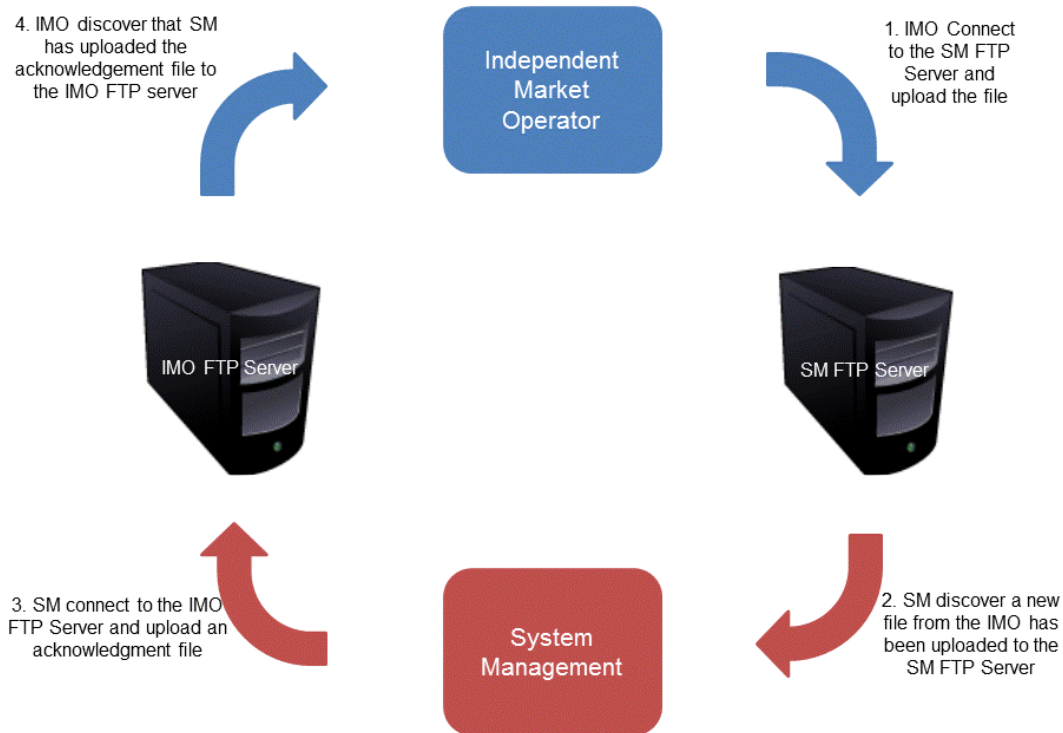 4. IMO discover that SM
has uploaded the
acknowledgement file to
the IMO FTP server
Independent
Market
Operator
1. IMO Connect
to the SM FTP
Server and
upload the file
IMO FTP Server
SM FTP Server
3. SM connect to the IMO
FTP Server and upload an
acknowledgment file
System
Management
2. SM discover a new
file from the IMO has
been uploaded to the
SM FTP Server